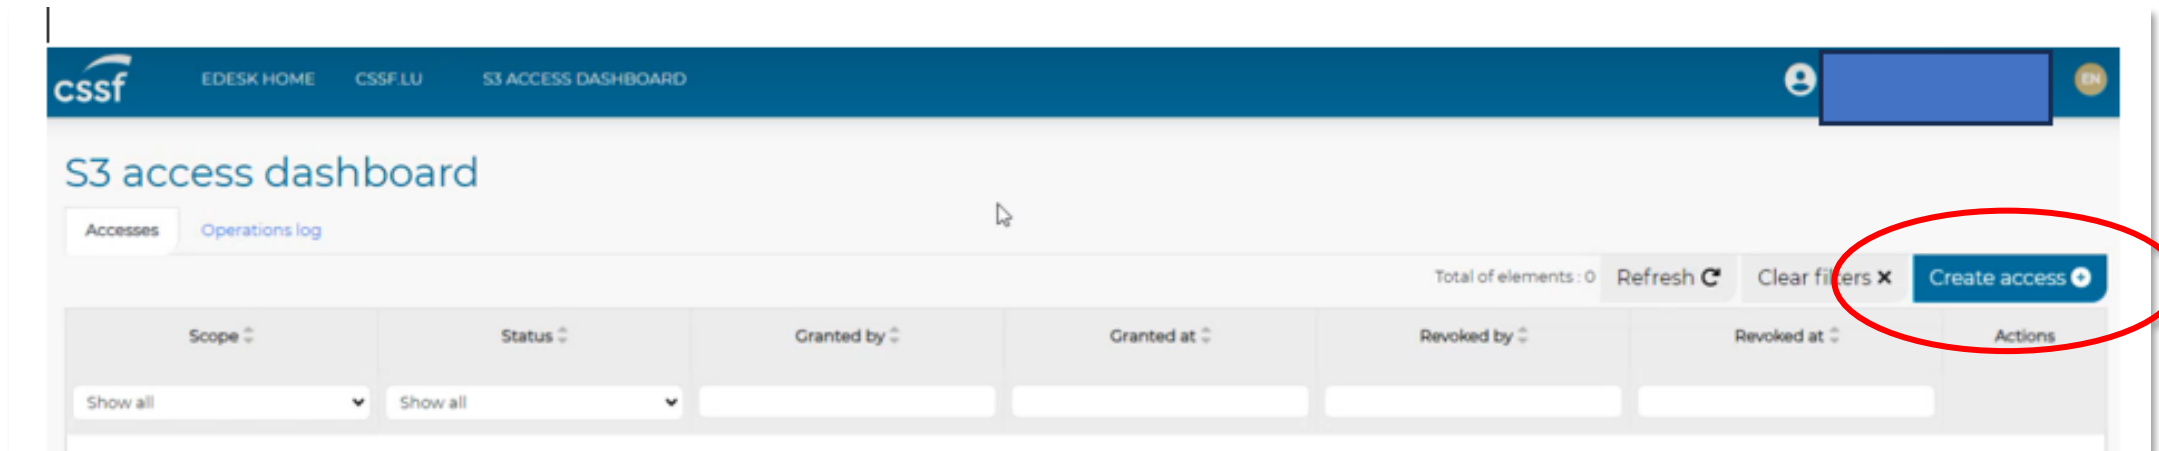 cssf EDESK HOME CSSF.LU S3 ACCESS DASHBOARD EN
S3 access dashboard
Accesses Operations log
Total of elements : 0 Refresh Clear filters Create access
Scope Status Granted by Granted at Revoked by Revoked at Actions
Show all Show all